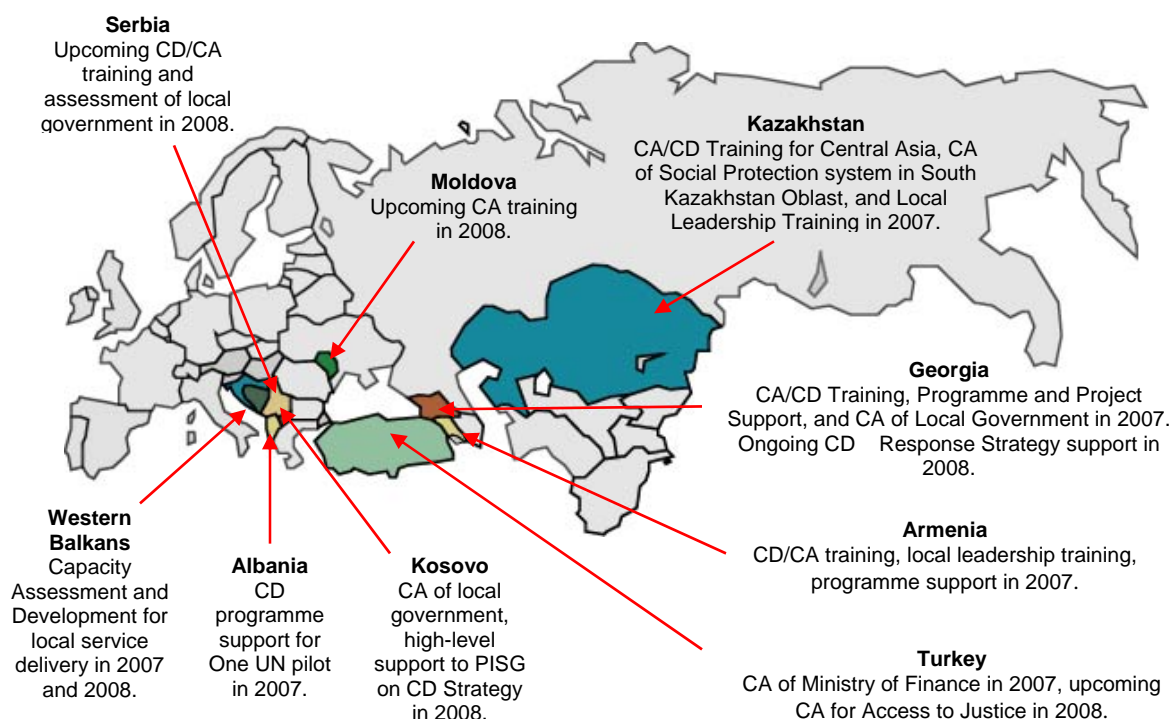 Serbia
Upcoming CD/CA
training and
assessment of local
government in 2008.
Moldova
Upcoming CA training
in 2008.
Kazakhstan
CA/CD Training for Central Asia, CA
of Social Protection system in South
Kazakhstan Oblast, and Local
Leadership Training in 2007.
Georgia
CA/CD Training, Programme and Project
Support, and CA of Local Government in 2007.
Ongoing CD Response Strategy support in
2008.
Armenia
CD/CA training, local leadership training,
programme support in 2007.
Turkey
CA of Ministry of Finance in 2007, upcoming
CA for Access to Justice in 2008.
Western
Balkans
Capacity
Assessment and
Development for
local service
delivery in 2007
and 2008.
Albania
CD
programme
support for
One UN pilot
in 2007.
Kosovo
CA of local
government,
high-level
support to PISG
on CD Strategy
in 2008.